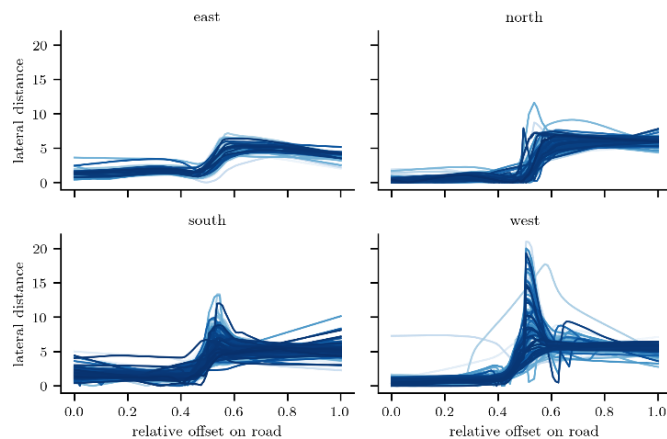 east
north
20
15
10
5
0
lateral distance
south
west
20
15
10
5
0
lateral distance
0.0 0.2 0.4 0.6 0.8 1.0
0.0 0.2 0.4 0.6 0.8 1.0
relative offset on road
relative offset on road